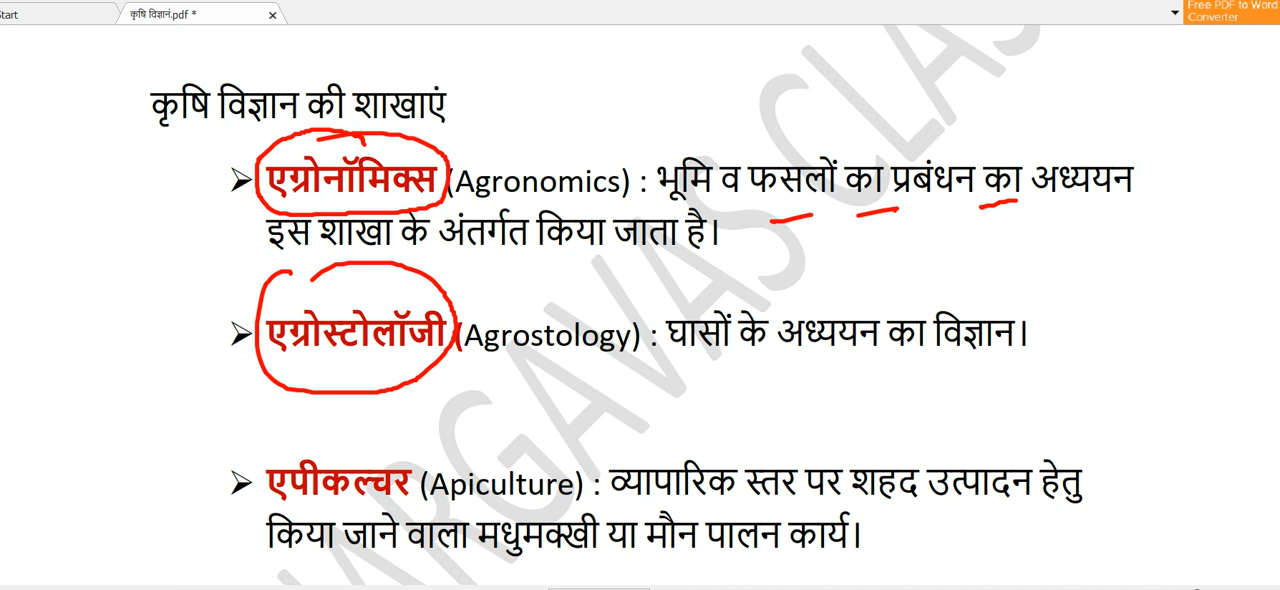 Start
कृषि विज्ञानं.pdf *
Free PDF to Word
Converter
कृषि विज्ञान की शाखाएं
एग्रोनॉमिक्स (Agronomics) : भूमि व फसलों का प्रबंधन का अध्ययन
इस शाखा के अंतर्गत किया जाता है।
एग्रोस्टोलॉजी (Agrostology) : घासों के अध्ययन का विज्ञान।
एपीकल्चर (Apiculture) : व्यापारिक स्तर पर शहद उत्पादन हेतु
किया जाने वाला मधुमक्खी या मौन पालन कार्य।